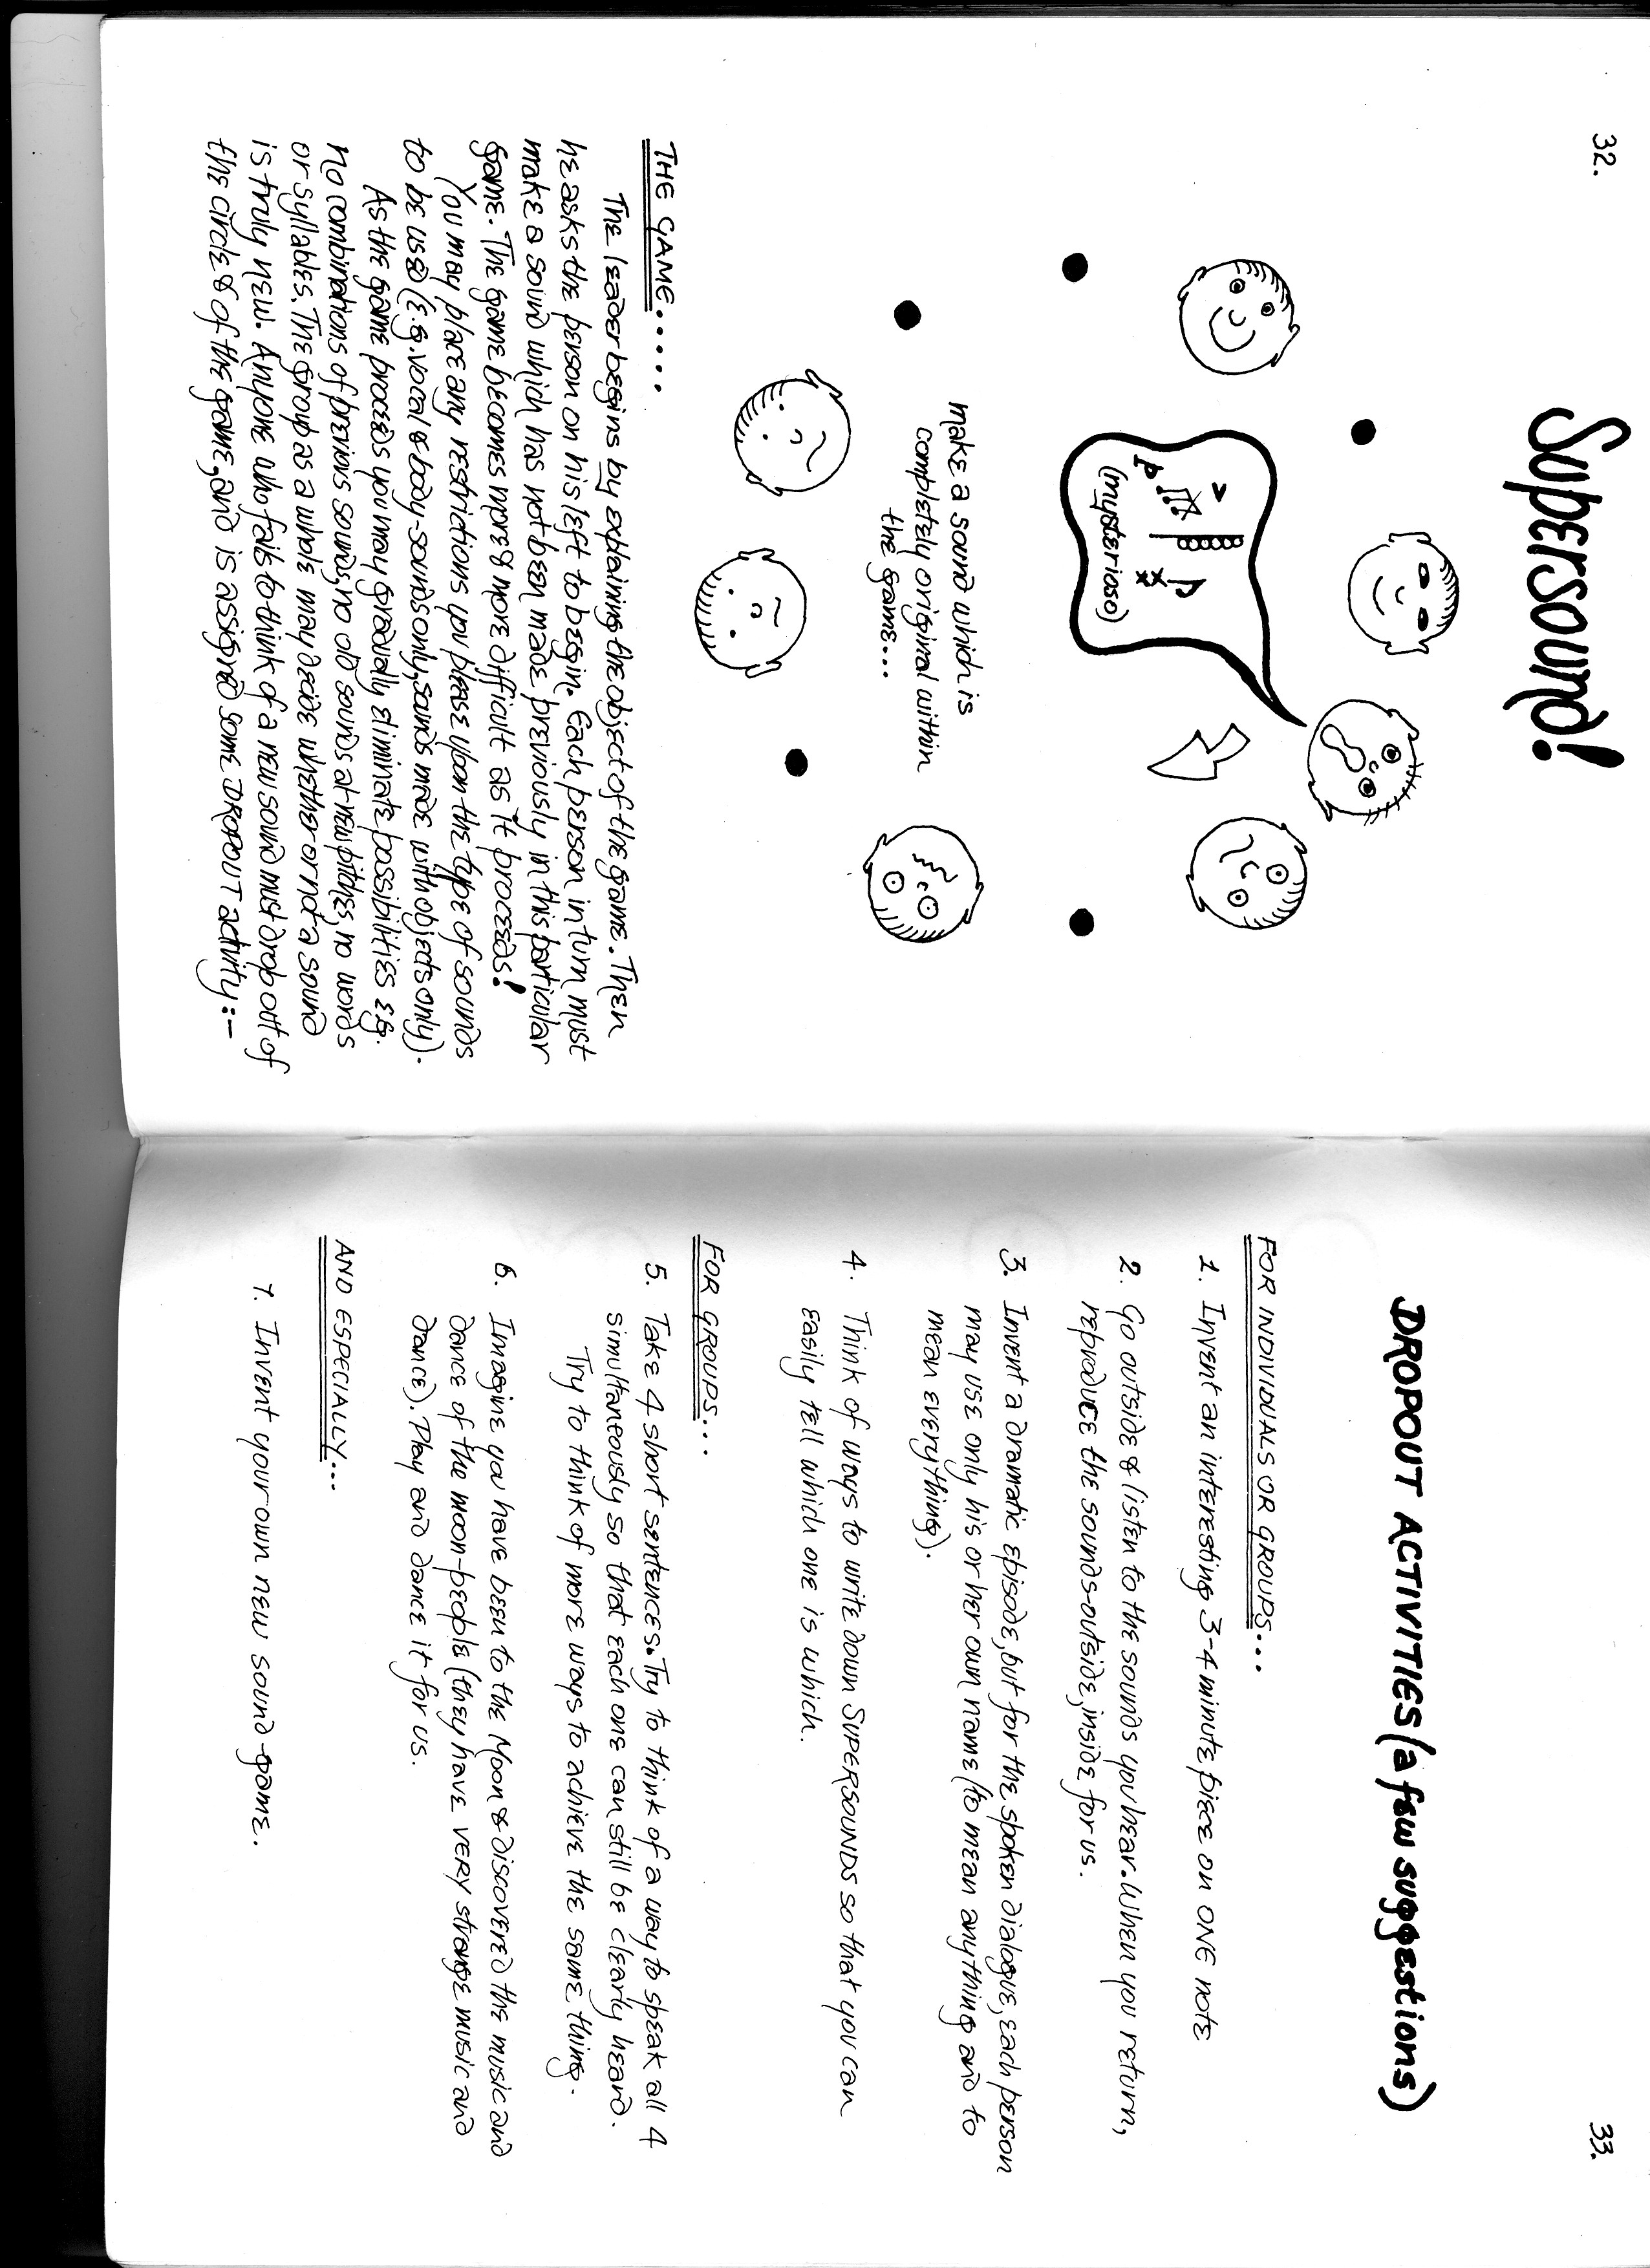 32.
Supersound!
(mysterioso)
make a sound which is
completely original within
the game...
THE GAME.....
The leader begins by explaining the object of the game. Then
he asks the person on his left to begin. Each person in turn must
make a sound which has not been made previously in this particular
game. The game becomes more & more difficult as it proceeds!
You may place any restrictions you please upon the type of sounds
to be used (e.g. vocal & body-sounds only, sounds made with objects only).
As the game proceeds you may gradually eliminate possibilities eg.
no combinations of previous sounds, no old sounds at new pitches, no words
or syllables. The group as a whole may decide whether or not a sound
is truly new. Anyone who fails to think of a new sound must drop out of
the circle & of the game, and is assigned some DROPOUT activity:-
33.
DROPOUT ACTIVITIES (a few suggestions)
FOR INDIVIDUALS OR GROUPS...
1. Invent an interesting 3-4 minute piece on ONE note
2. Go outside & listen to the sounds you hear. When you return,
reproduce the sounds-outside, inside for us.
3. Invent a dramatic episode, but for the spoken dialogue, each person
may use only his or her own name (to mean anything and to
mean everything).
4. Think of ways to write down SUPERSOUNDS so that you can
easily tell which one is which.
FOR GROUPS...
5. Take 4 short sentences. Try to think of a way to speak all 4
simultaneously so that each one can still be clearly heard.
Try to think of more ways to achieve the same thing.
6. Imagine you have been to the Moon & discovered the music and
dance of the moon-people (they have very strange music and
dance). Play and dance it for us.
AND ESPECIALLY...
7. Invent your own new sound-game.